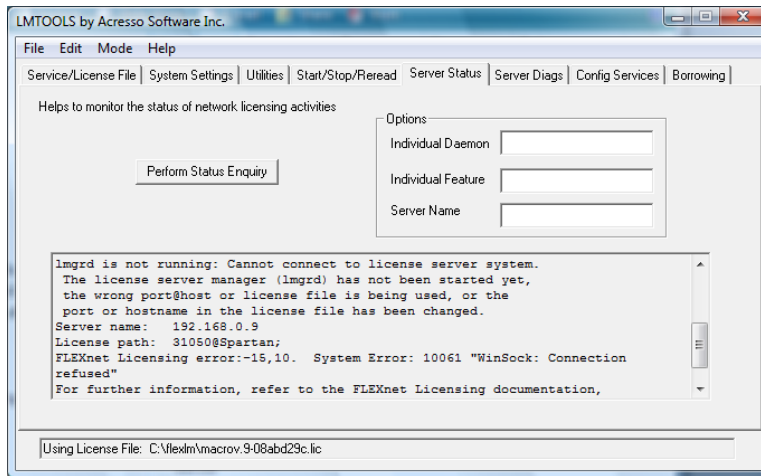 LMTOOLS by Acresso Software Inc.
File Edit Mode Help
Service/License File System Settings Utilities Start/Stop/Reread Server Status Server Diags Config Services Borrowing
Helps to monitor the status of network licensing activities
Options
Individual Daemon
Perform Status Enquiry
Individual Feature
Server Name
lmgrd is not running: Cannot connect to license server system.
The license server manager (lmgrd) has not been started yet,
the wrong port@host or license file is being used, or the
port or hostname in the license file has been changed.
Server name: 192.168.0.9
License path: 31050@Spartan;
FLEXnet Licensing error:-15,10. System Error: 10061 "WinSock: Connection
refused"
For further information, refer to the FLEXnet Licensing documentation,
Using License File: C:\flexlm\macrov.9-08abd29c.lic